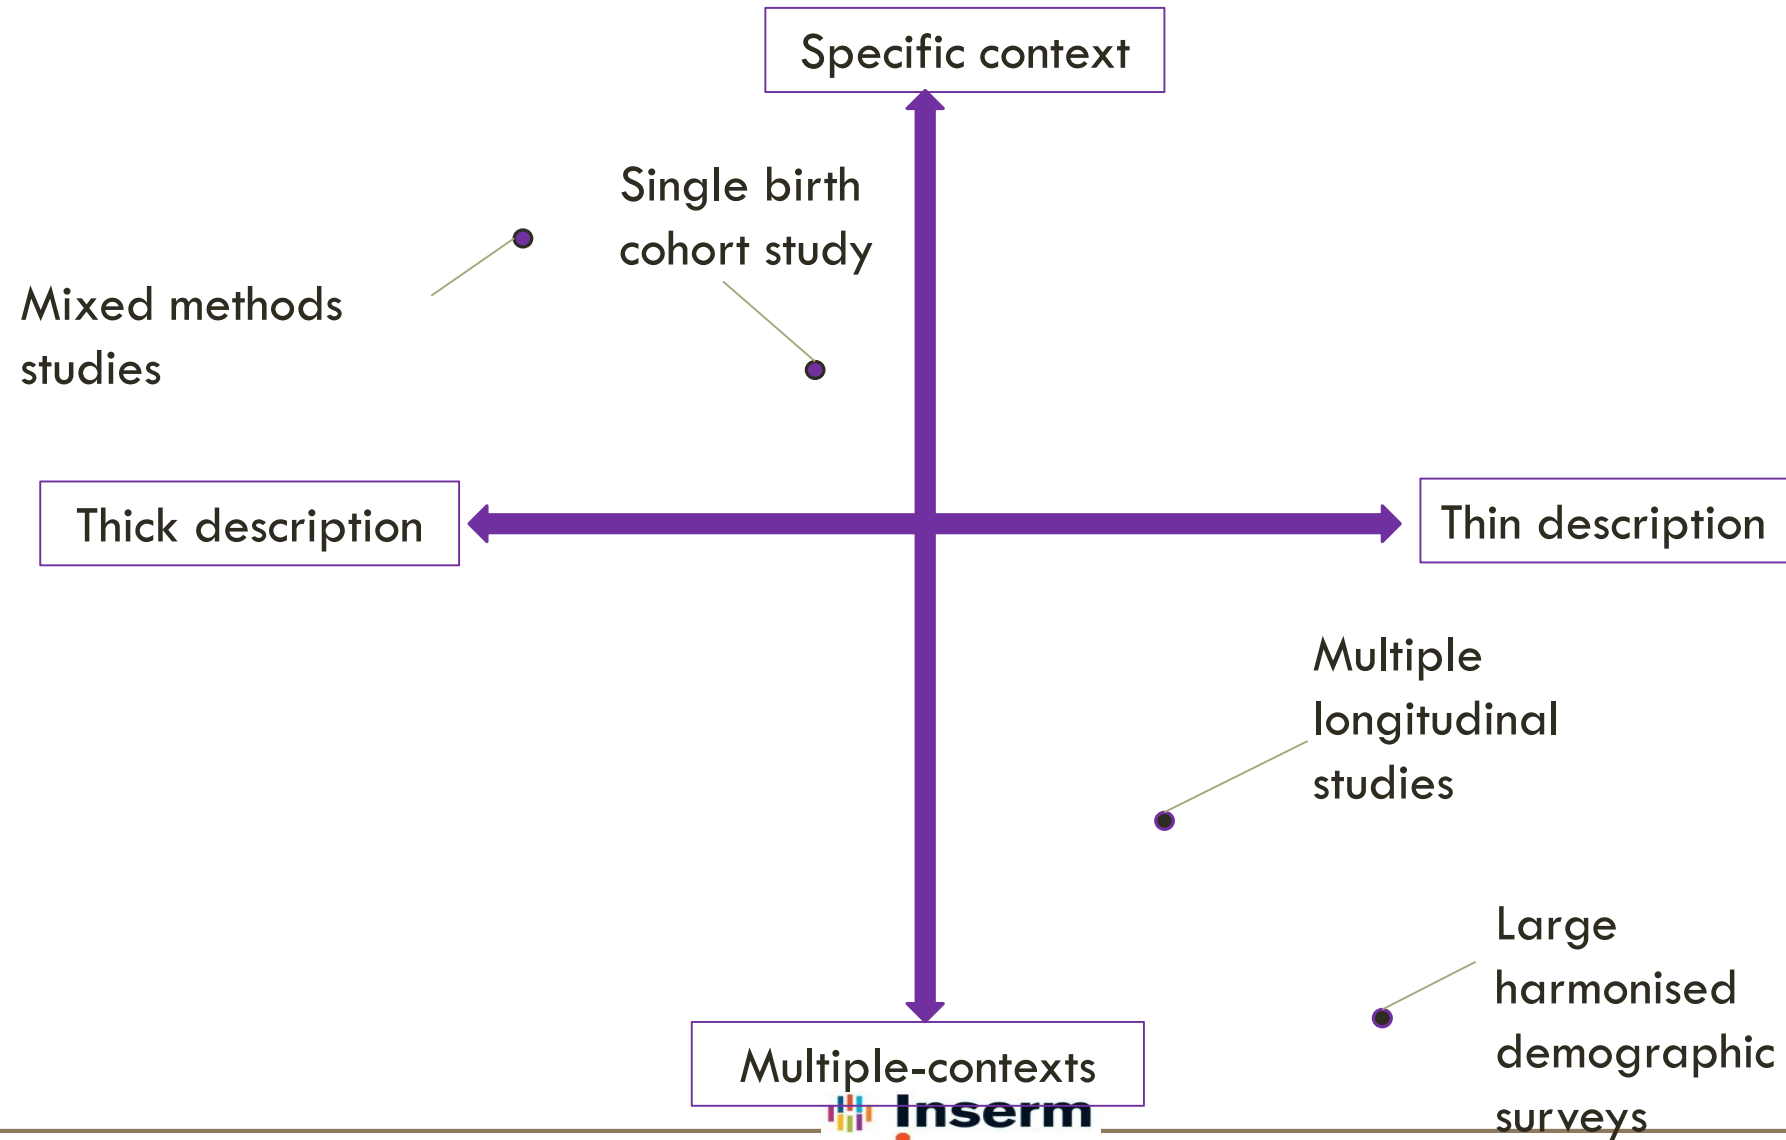 Specific context
Single birth
cohort study
Mixed methods
studies
Thick description
Thin description
Multiple
longitudinal
studies
Large
harmonised
demographic
surveys
Multiple-contexts
Inserm